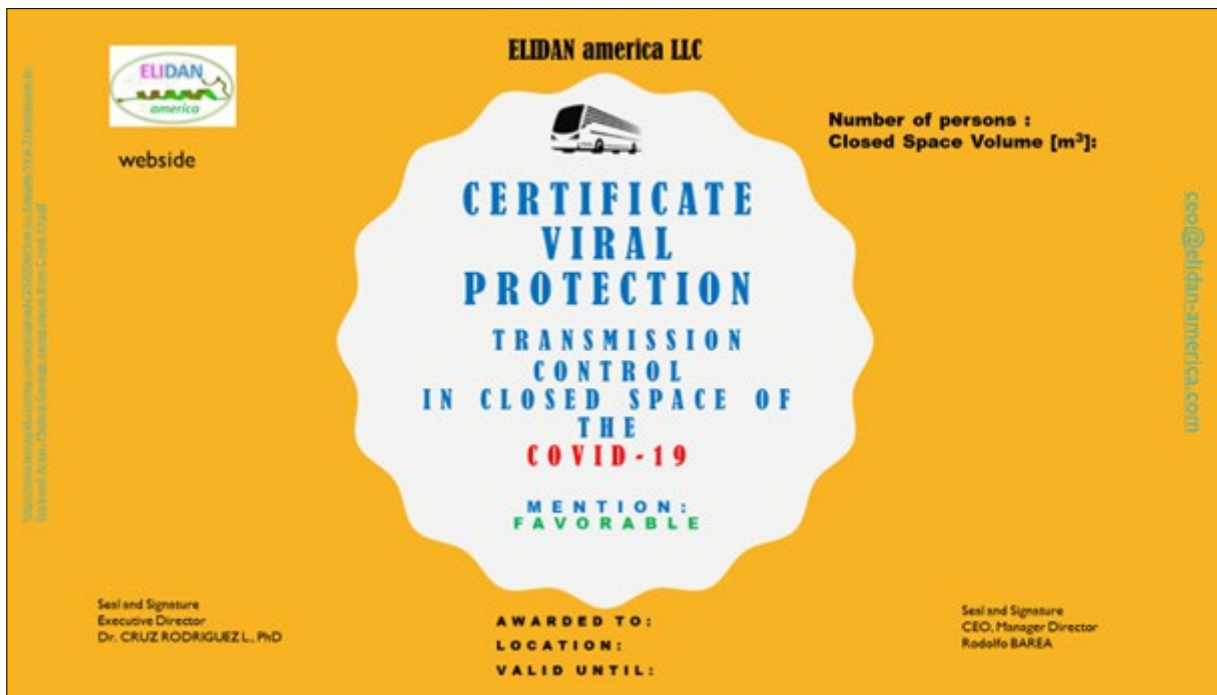 ELIDAN america LLC
ELIDAN
america
webside
Number of persons :
Closed Space Volume [m³]:
CERTIFICATE
VIRAL
PROTECTION
TRANSMISSION
CONTROL
IN CLOSED SPACE OF
THE
COVID-19
MENTION:
FAVORABLE
ceo@elidan-america.com
Seal and Signature
Executive Director
Dr. CRUZ RODRIGUEZ L., PhD
AWARDED TO:
LOCATION:
VALID UNTIL:
Seal and Signature
CEO, Manager Director
Rodolfo BAREA